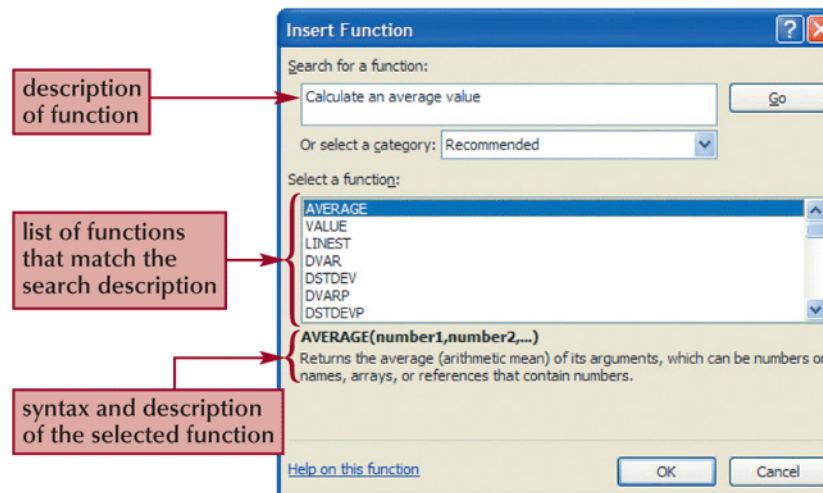 Insert Function
Search for a function:
description
of function
Calculate an average value
Go
Or select a category: Recommended
Select a function:
list of functions
that match the
search description
AVERAGE
VALUE
LINEST
DVAR
DSTDEV
DVARP
DSTDEVP
AVERAGE(number1,number2,...)
Returns the average (arithmetic mean) of its arguments, which can be numbers or
names, arrays, or references that contain numbers.
syntax and description
of the selected function
Help on this function
OK
Cancel